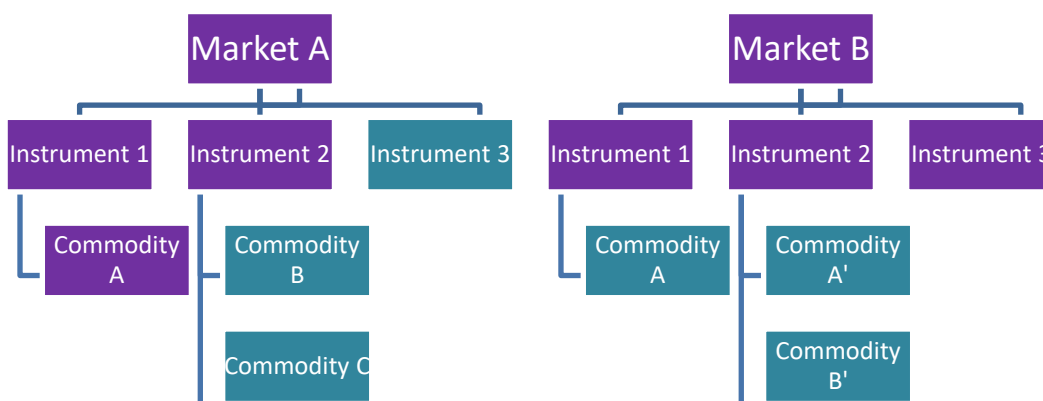 Market A
Market B
Instrument 1
Instrument 2
Instrument 3
Instrument 1
Instrument 2
Instrument 3
Commodity
A
Commodity
B
Commodity
A
Commodity
A'
Commodity C
Commodity
B'